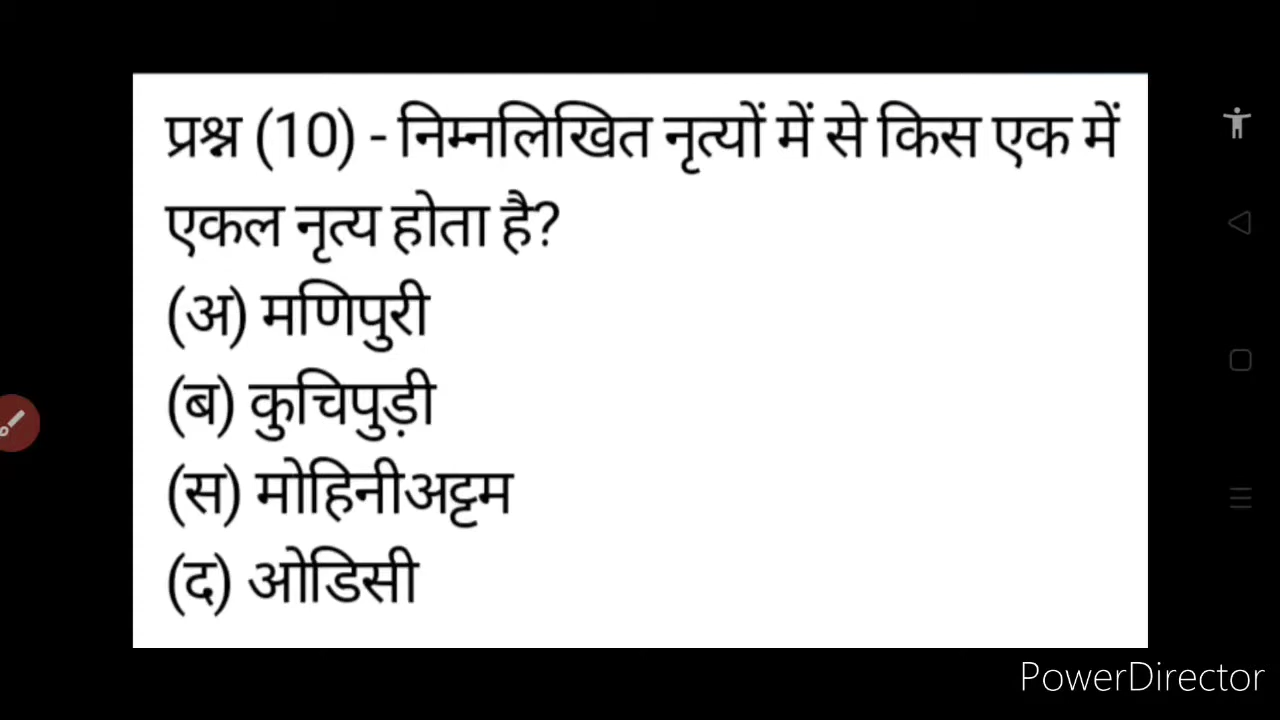 प्रश्न (10) - निम्नलिखित नृत्यों में से किस एक में
एकल नृत्य होता है?
(अ) मणिपुरी
(ब) कुचिपुड़ी
(स) मोहिनीअट्टम
(द) ओडिसी
PowerDirector